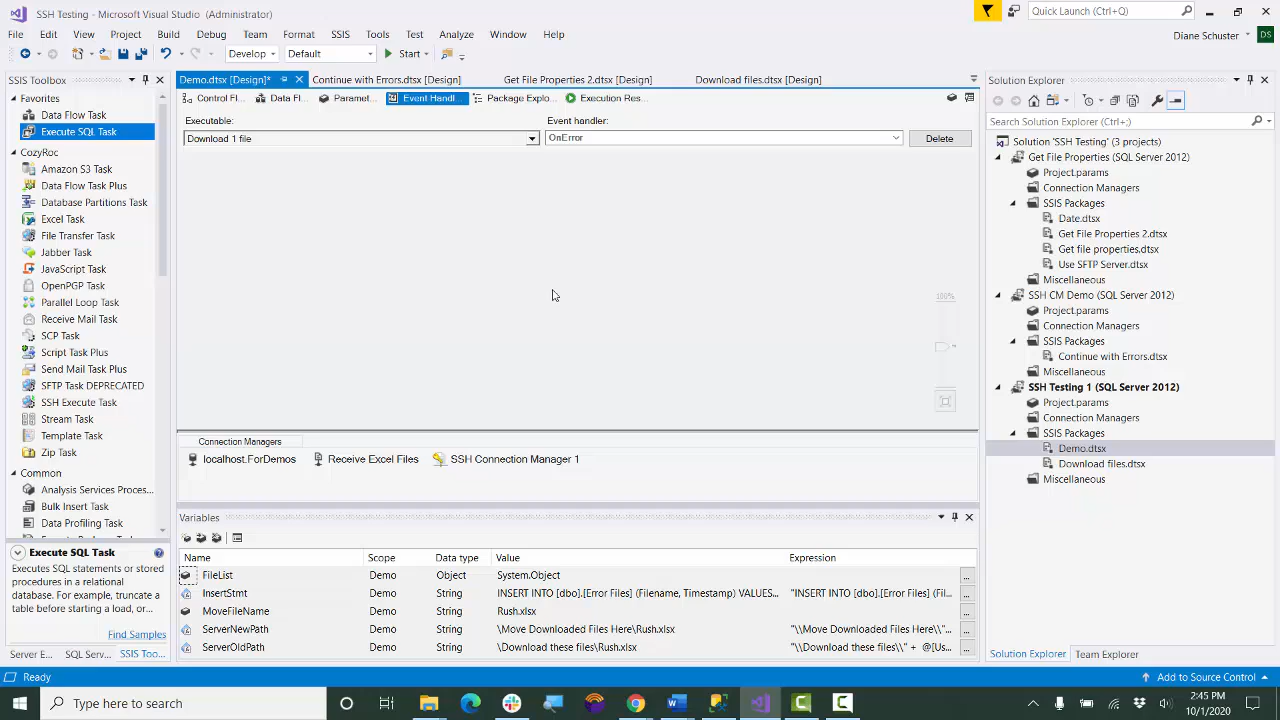 SSH Testing - Microsoft Visual Studio (Administrator)
Quick Launch (Ctrl+Q)
File Edit View Project Build Debug Team Format SSIS Tools Test Analyze Window Help
Diane Schuster DS
Develop Default Start
SSIS Toolbox
Favorites
Data Flow Task
Execute SQL Task
CozyRoc
Amazon S3 Task
Data Flow Task Plus
Database Partitions Task
Excel Task
File Transfer Task
Jabber Task
JavaScript Task
OpenPGP Task
Parallel Loop Task
Receive Mail Task
SCP Task
Script Task Plus
Send Mail Task Plus
SFTP Task DEPRECATED
SSH Execute Task
Stream Task
Template Task
Zip Task
Common
Analysis Services Proces...
Bulk Insert Task
Data Profiling Task
Execute SQL Task
Executes SQL statements or stored
procedures in a relational
database. For example, truncate a
table before starting a load, or...
Find Samples
Server E... SQL Serv... SSIS Too...
Demo.dtsx [Design]* Continue with Errors.dtsx [Design] Get File Properties 2.dtsx [Design] Download files.dtsx [Design]
Control Fl... Data Fl... Paramet... Event Handl... Package Explo... Execution Res...
Executable: Event handler:
Download 1 file OnError Delete
100%
Connection Managers
localhost.ForDemos Receive Excel Files SSH Connection Manager 1
Variables
Name Scope Data type Value Expression
FileList Demo Object System.Object ...
InsertStmt Demo String INSERT INTO [dbo].[Error Files] (Filename, Timestamp) VALUES... "INSERT INTO [dbo].[Error Files] (Fil... ...
MoveFileName Demo String Rush.xlsx ...
ServerNewPath Demo String \Move Downloaded Files Here\Rush.xlsx "\\Move Downloaded Files Here\\"... ...
ServerOldPath Demo String \Download these files\Rush.xlsx "\\Download these files\\" + @[Us... ...
Solution Explorer
Search Solution Explorer (Ctrl+;)
Solution 'SSH Testing' (3 projects)
Get File Properties (SQL Server 2012)
Project.params
Connection Managers
SSIS Packages
Date.dtsx
Get File Properties 2.dtsx
Get file properties.dtsx
Use SFTP Server.dtsx
Miscellaneous
SSH CM Demo (SQL Server 2012)
Project.params
Connection Managers
SSIS Packages
Continue with Errors.dtsx
Miscellaneous
SSH Testing 1 (SQL Server 2012)
Project.params
Connection Managers
SSIS Packages
Demo.dtsx
Download files.dtsx
Miscellaneous
Solution Explorer Team Explorer
Ready
Add to Source Control
Type here to search
2:45 PM
10/1/2020